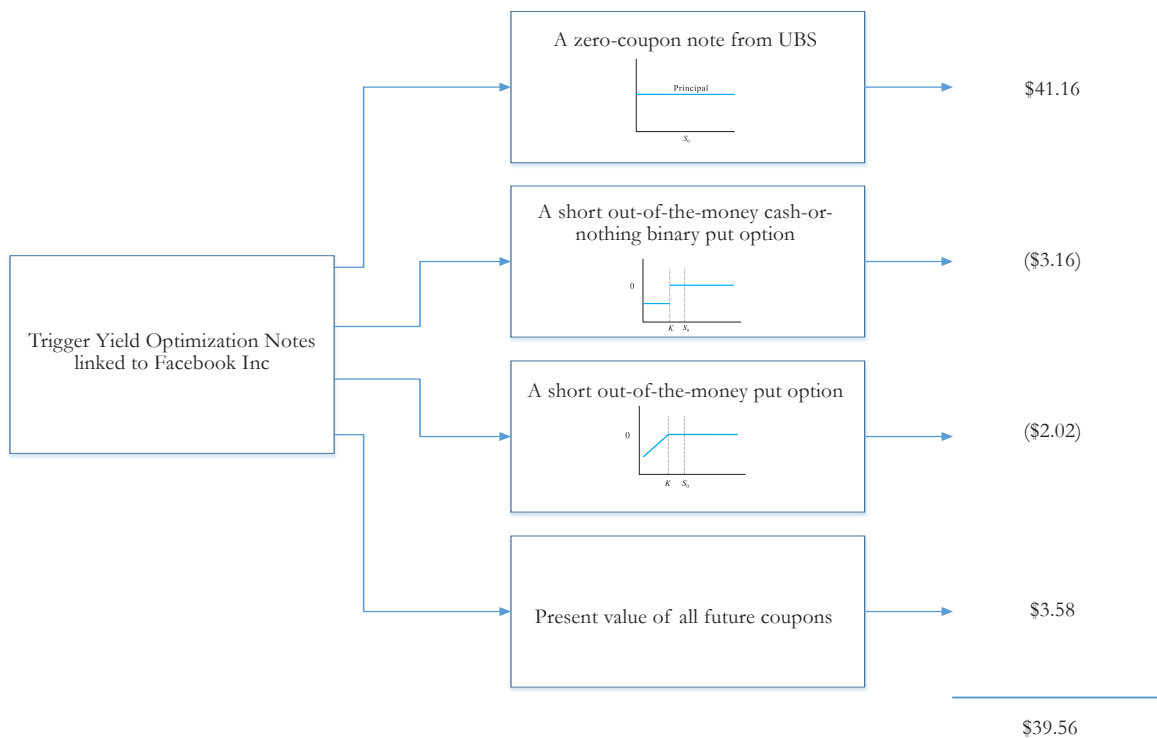 A zero-coupon note from UBS
Principal
S₀
$41.16
A short out-of-the-money cash-or-
nothing binary put option
0
K S₀
($3.16)
Trigger Yield Optimization Notes
linked to Facebook Inc
A short out-of-the-money put option
0
K S₀
($2.02)
Present value of all future coupons
$3.58
$39.56